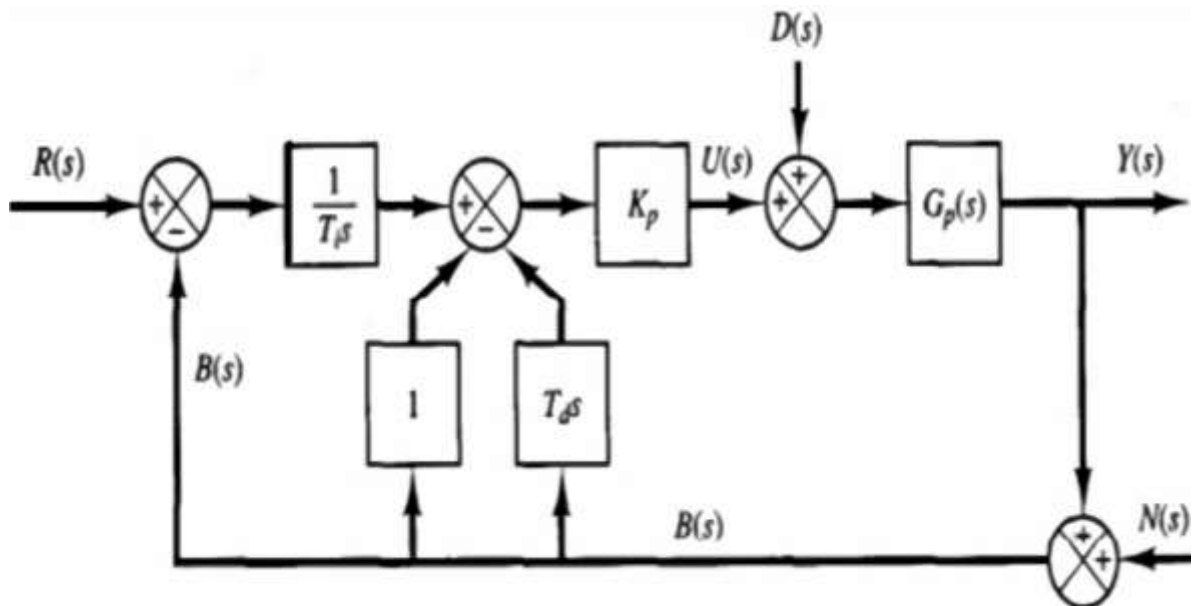 D(s)
R(s)
+
−
1
T_i s
+
−
K_p
U(s)
+
+
G_p(s)
Y(s)
B(s)
1
T_d s
B(s)
+
+
N(s)